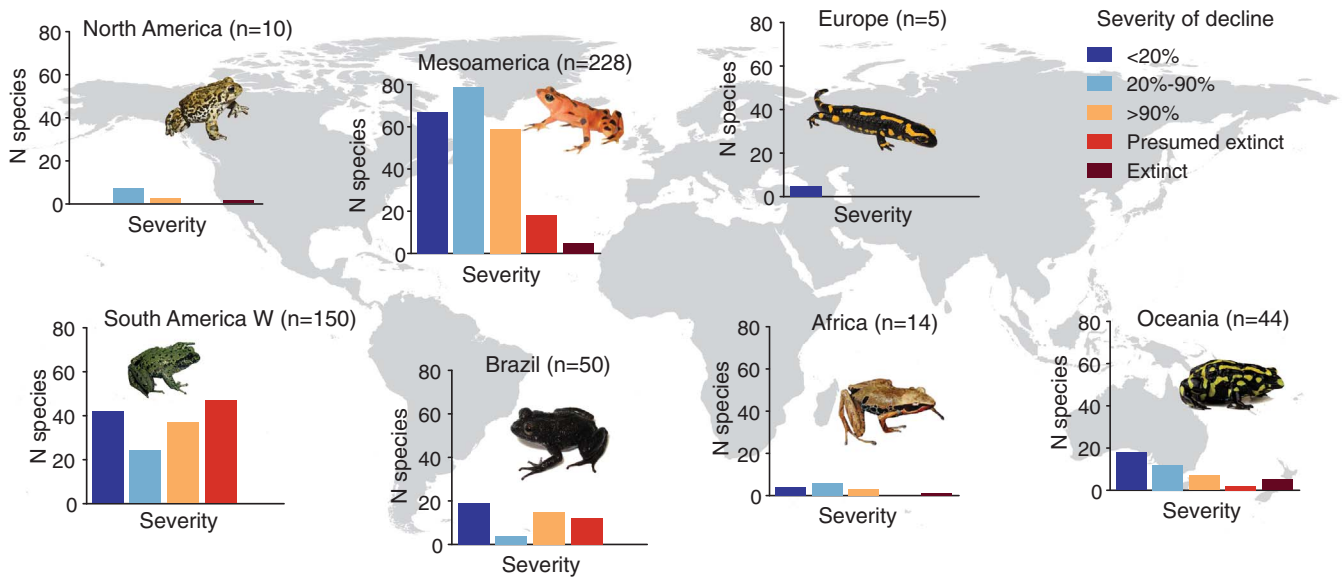 North America (n=10)
80
60
40
20
0
N species
Severity
Mesoamerica (n=228)
80
60
40
20
0
N species
Severity
Europe (n=5)
80
60
40
20
0
N species
Severity
Severity of decline
<20%
20%-90%
>90%
Presumed extinct
Extinct
South America W (n=150)
80
60
40
20
0
N species
Severity
Brazil (n=50)
80
60
40
20
0
N species
Severity
Africa (n=14)
80
60
40
20
0
N species
Severity
Oceania (n=44)
80
60
40
20
0
N species
Severity